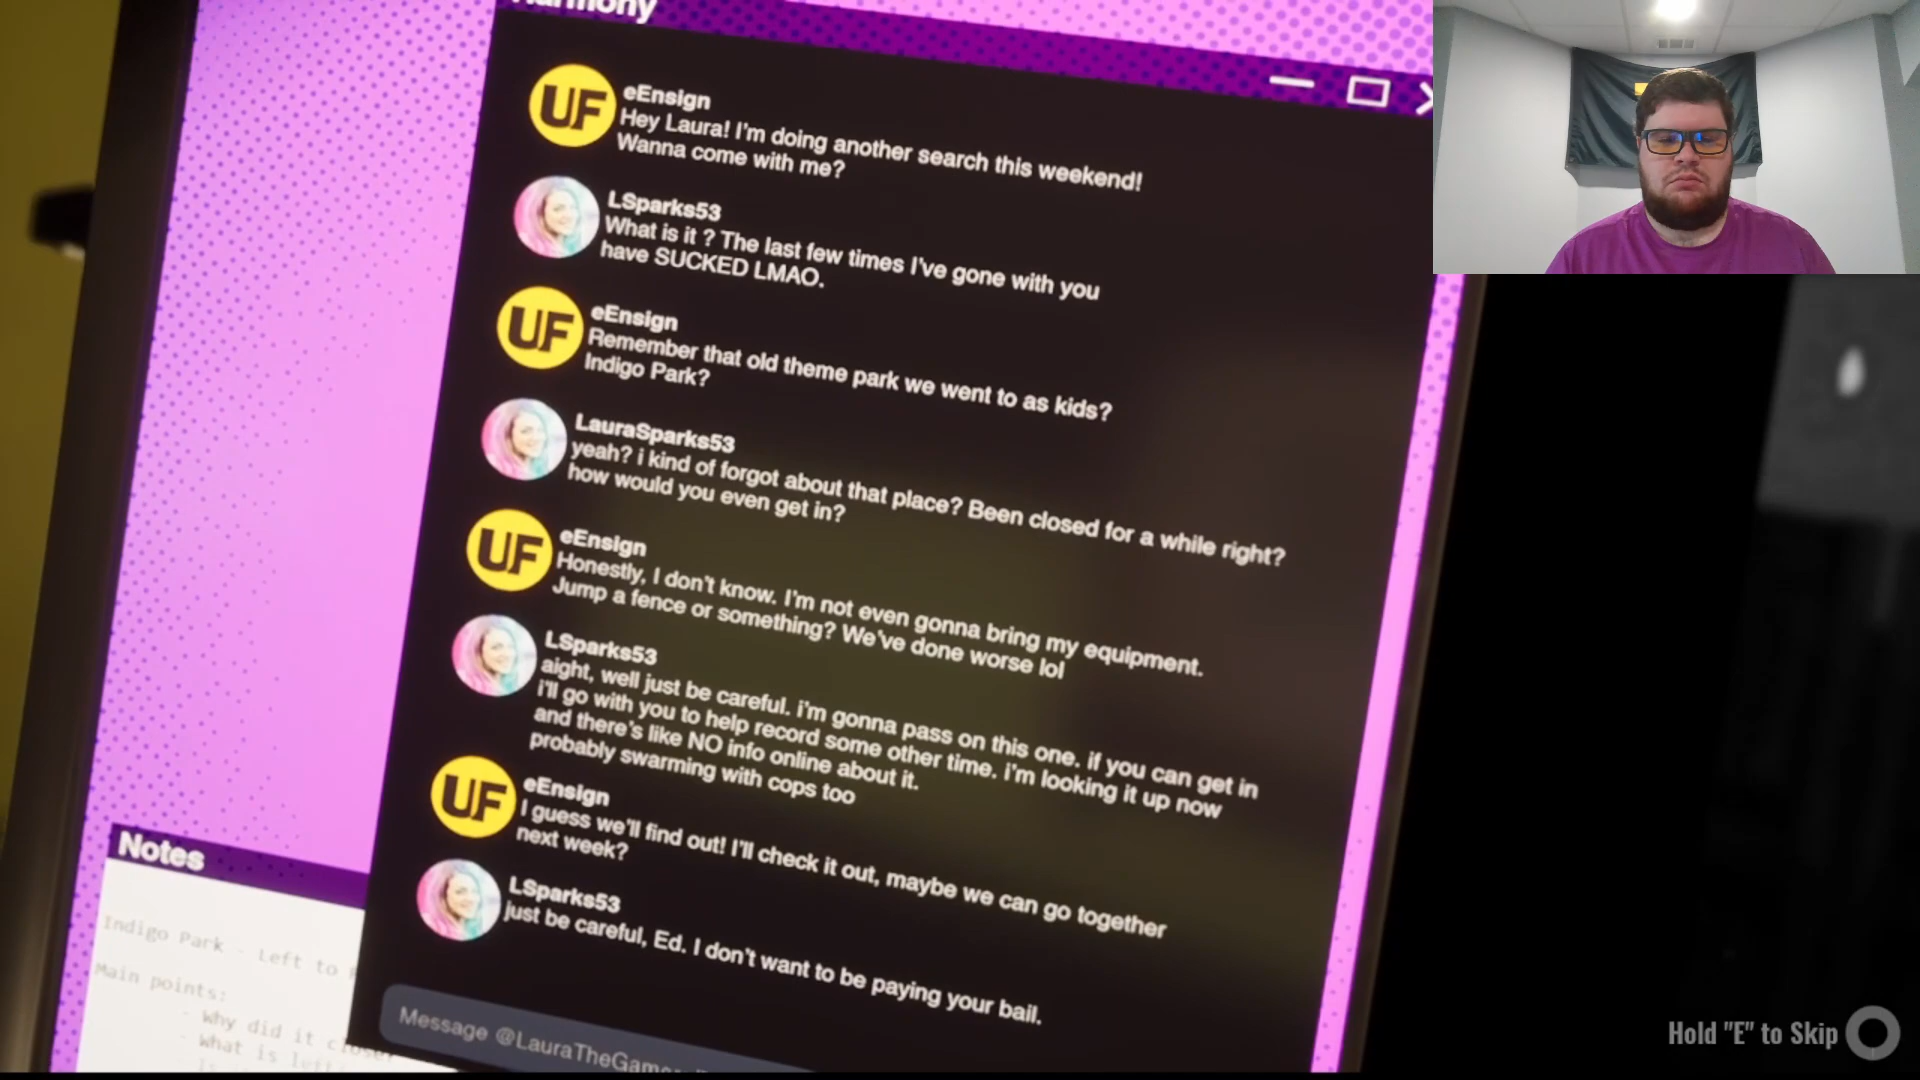 Harmony
UF
eEnsign
Hey Laura! I'm doing another search this weekend!
Wanna come with me?
LSparks53
What is it ? The last few times I've gone with you
have SUCKED LMAO.
UF
eEnsign
Remember that old theme park we went to as kids?
Indigo Park?
LauraSparks53
yeah? i kind of forgot about that place? Been closed for a while right?
how would you even get in?
UF
eEnsign
Honestly, I don't know. I'm not even gonna bring my equipment.
Jump a fence or something? We've done worse lol
LSparks53
aight, well just be careful. i'm gonna pass on this one. if you can get in
i'll go with you to help record some other time. i'm looking it up now
and there's like NO info online about it.
probably swarming with cops too
UF
eEnsign
I guess we'll find out! I'll check it out, maybe we can go together
next week?
LSparks53
just be careful, Ed. I don't want to be paying your bail.
Message @LauraTheGame
Notes
Indigo Park - Left to
Main points:
- Why did it close
- What is left
Hold "E" to Skip